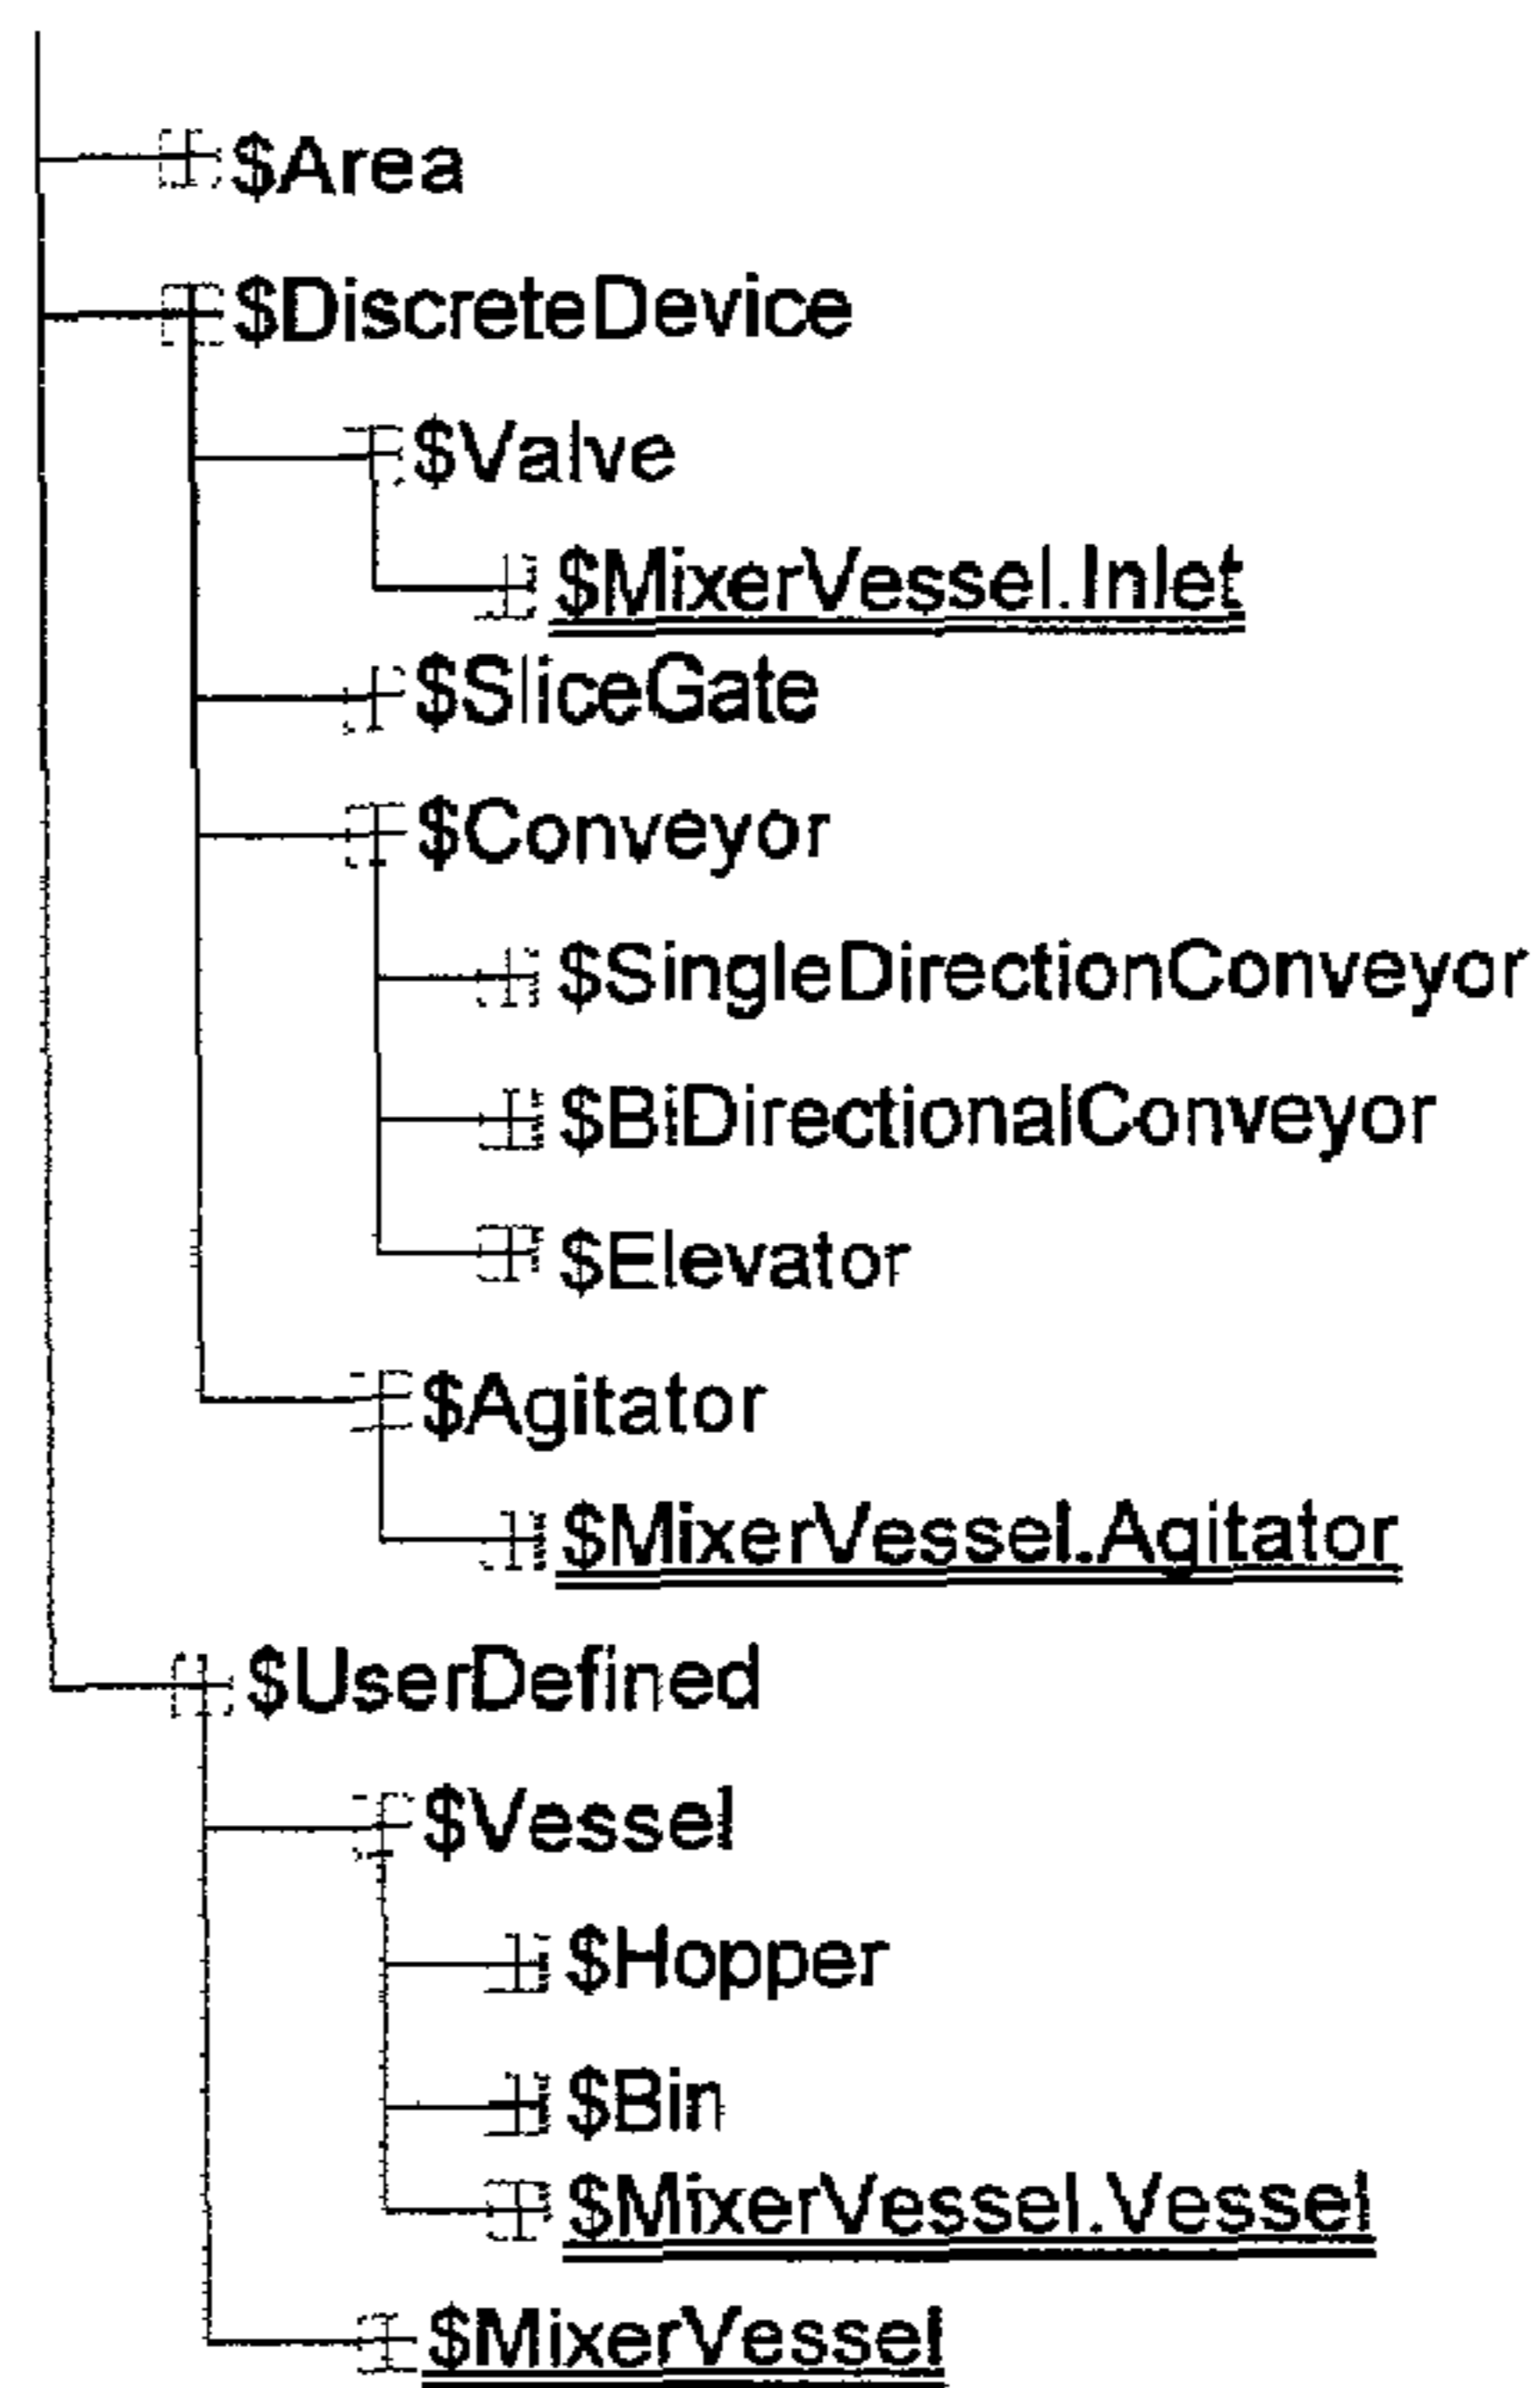 $Area
$DiscreteDevice
$Valve
$MixerVessel.Inlet
$SliceGate
$Conveyor
$SingleDirectionConveyor
$BiDirectionalConveyor
$Elevator
$Agitator
$MixerVessel.Agitator
$UserDefined
$Vessel
$Hopper
$Bin
$MixerVessel.Vessel
$MixerVessel